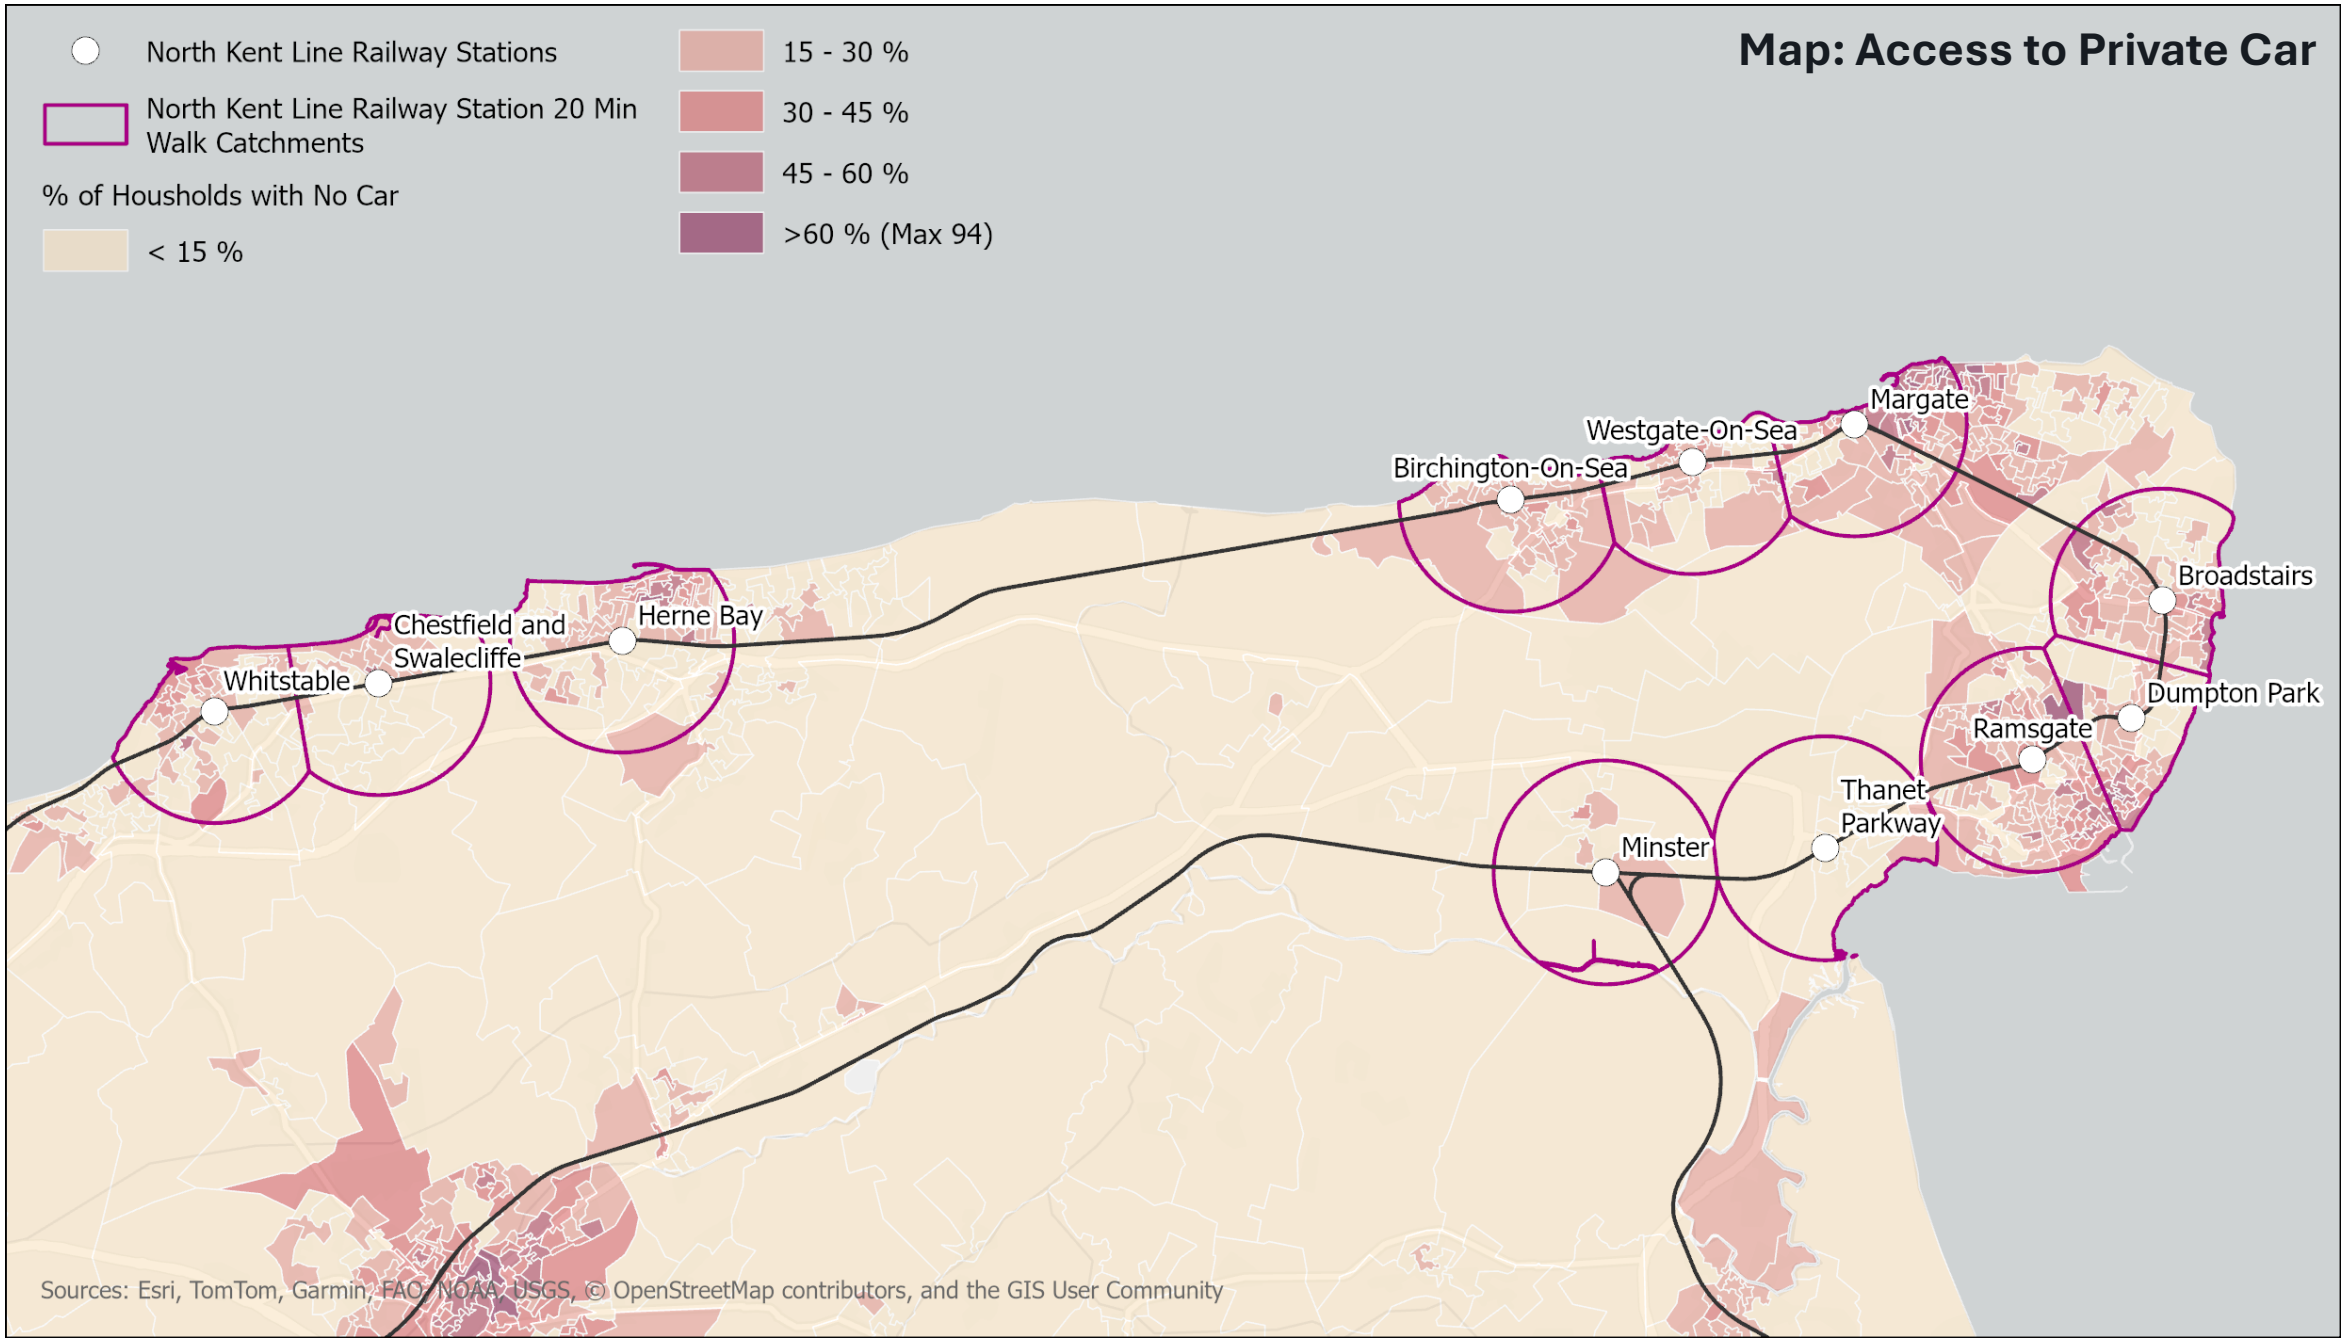 Map: Access to Private Car
North Kent Line Railway Stations
North Kent Line Railway Station 20 Min
Walk Catchments
% of Housholds with No Car
< 15 %
15 - 30 %
30 - 45 %
45 - 60 %
>60 % (Max 94)
Margate
Westgate-On-Sea
Birchington-On-Sea
Broadstairs
Herne Bay
Chestfield and
Swalecliffe
Whitstable
Dumpton Park
Ramsgate
Thanet
Parkway
Minster
Sources: Esri, TomTom, Garmin, FAO, NOAA, USGS, © OpenStreetMap contributors, and the GIS User Community